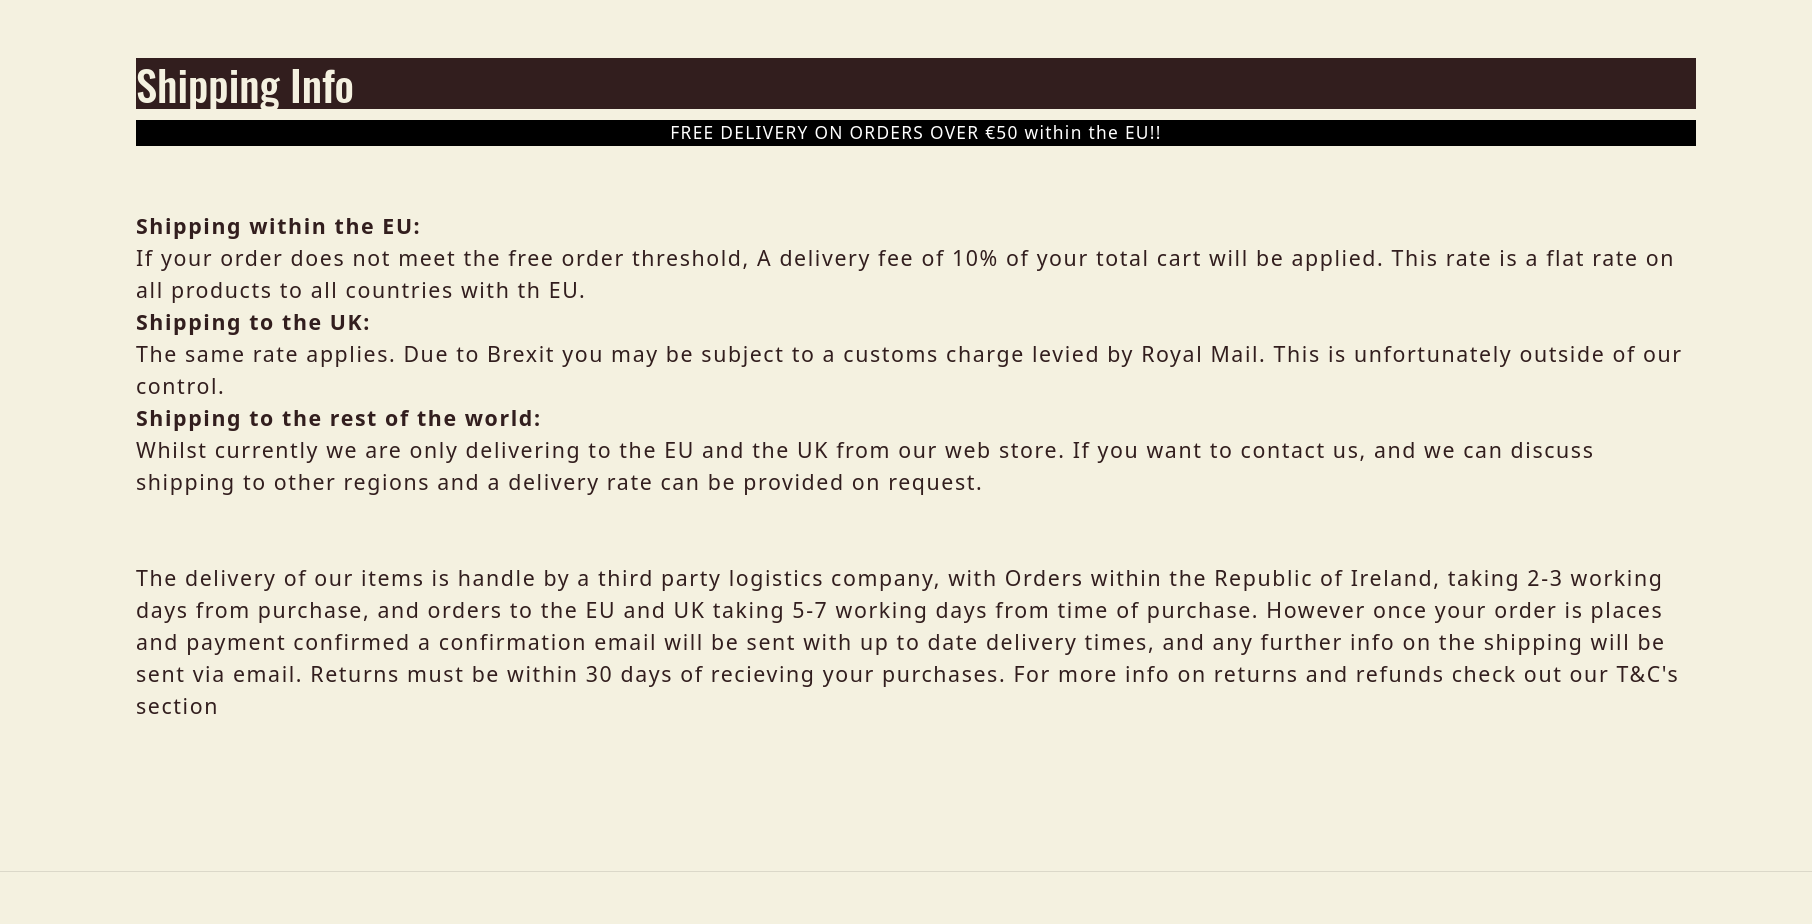 Shipping Info
FREE DELIVERY ON ORDERS OVER €50 within the EU!!
Shipping within the EU:
If your order does not meet the free order threshold, A delivery fee of 10% of your total cart will be applied. This rate is a flat rate on
all products to all countries with th EU.
Shipping to the UK:
The same rate applies. Due to Brexit you may be subject to a customs charge levied by Royal Mail. This is unfortunately outside of our
control.
Shipping to the rest of the world:
Whilst currently we are only delivering to the EU and the UK from our web store. If you want to contact us, and we can discuss
shipping to other regions and a delivery rate can be provided on request.
The delivery of our items is handle by a third party logistics company, with Orders within the Republic of Ireland, taking 2-3 working
days from purchase, and orders to the EU and UK taking 5-7 working days from time of purchase. However once your order is places
and payment confirmed a confirmation email will be sent with up to date delivery times, and any further info on the shipping will be
sent via email. Returns must be within 30 days of recieving your purchases. For more info on returns and refunds check out our T&C's
section